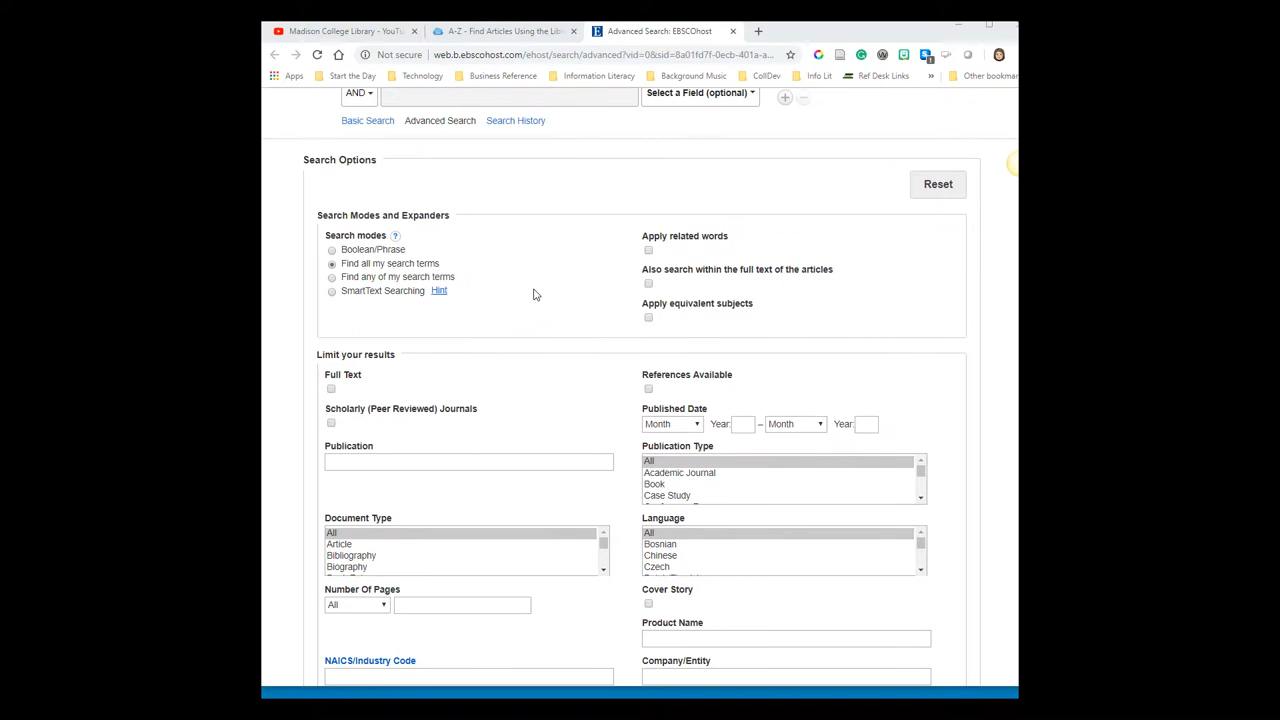 Madison College Library - YouTu
A-Z - Find Articles Using the Lib
Advanced Search: EBSCOhost
Not secure web.b.ebscohost.com/ehost/search/advanced?vid=0&sid=8a01fd7f-0ecb-401a-a...
Apps Start the Day Technology Business Reference Information Literacy Background Music CollDev Info Lit Ref Desk Links » Other bookmar
AND Select a Field (optional)
Basic Search Advanced Search Search History
Search Options
Reset
Search Modes and Expanders
Search modes ?
Boolean/Phrase
Find all my search terms
Find any of my search terms
SmartText Searching Hint
Apply related words
Also search within the full text of the articles
Apply equivalent subjects
Limit your results
Full Text
References Available
Scholarly (Peer Reviewed) Journals
Published Date
Month Year: – Month Year:
Publication
Publication Type
All
Academic Journal
Book
Case Study
Document Type
All
Article
Bibliography
Biography
Language
All
Bosnian
Chinese
Czech
Number Of Pages
All
Cover Story
Product Name
NAICS/Industry Code
Company/Entity